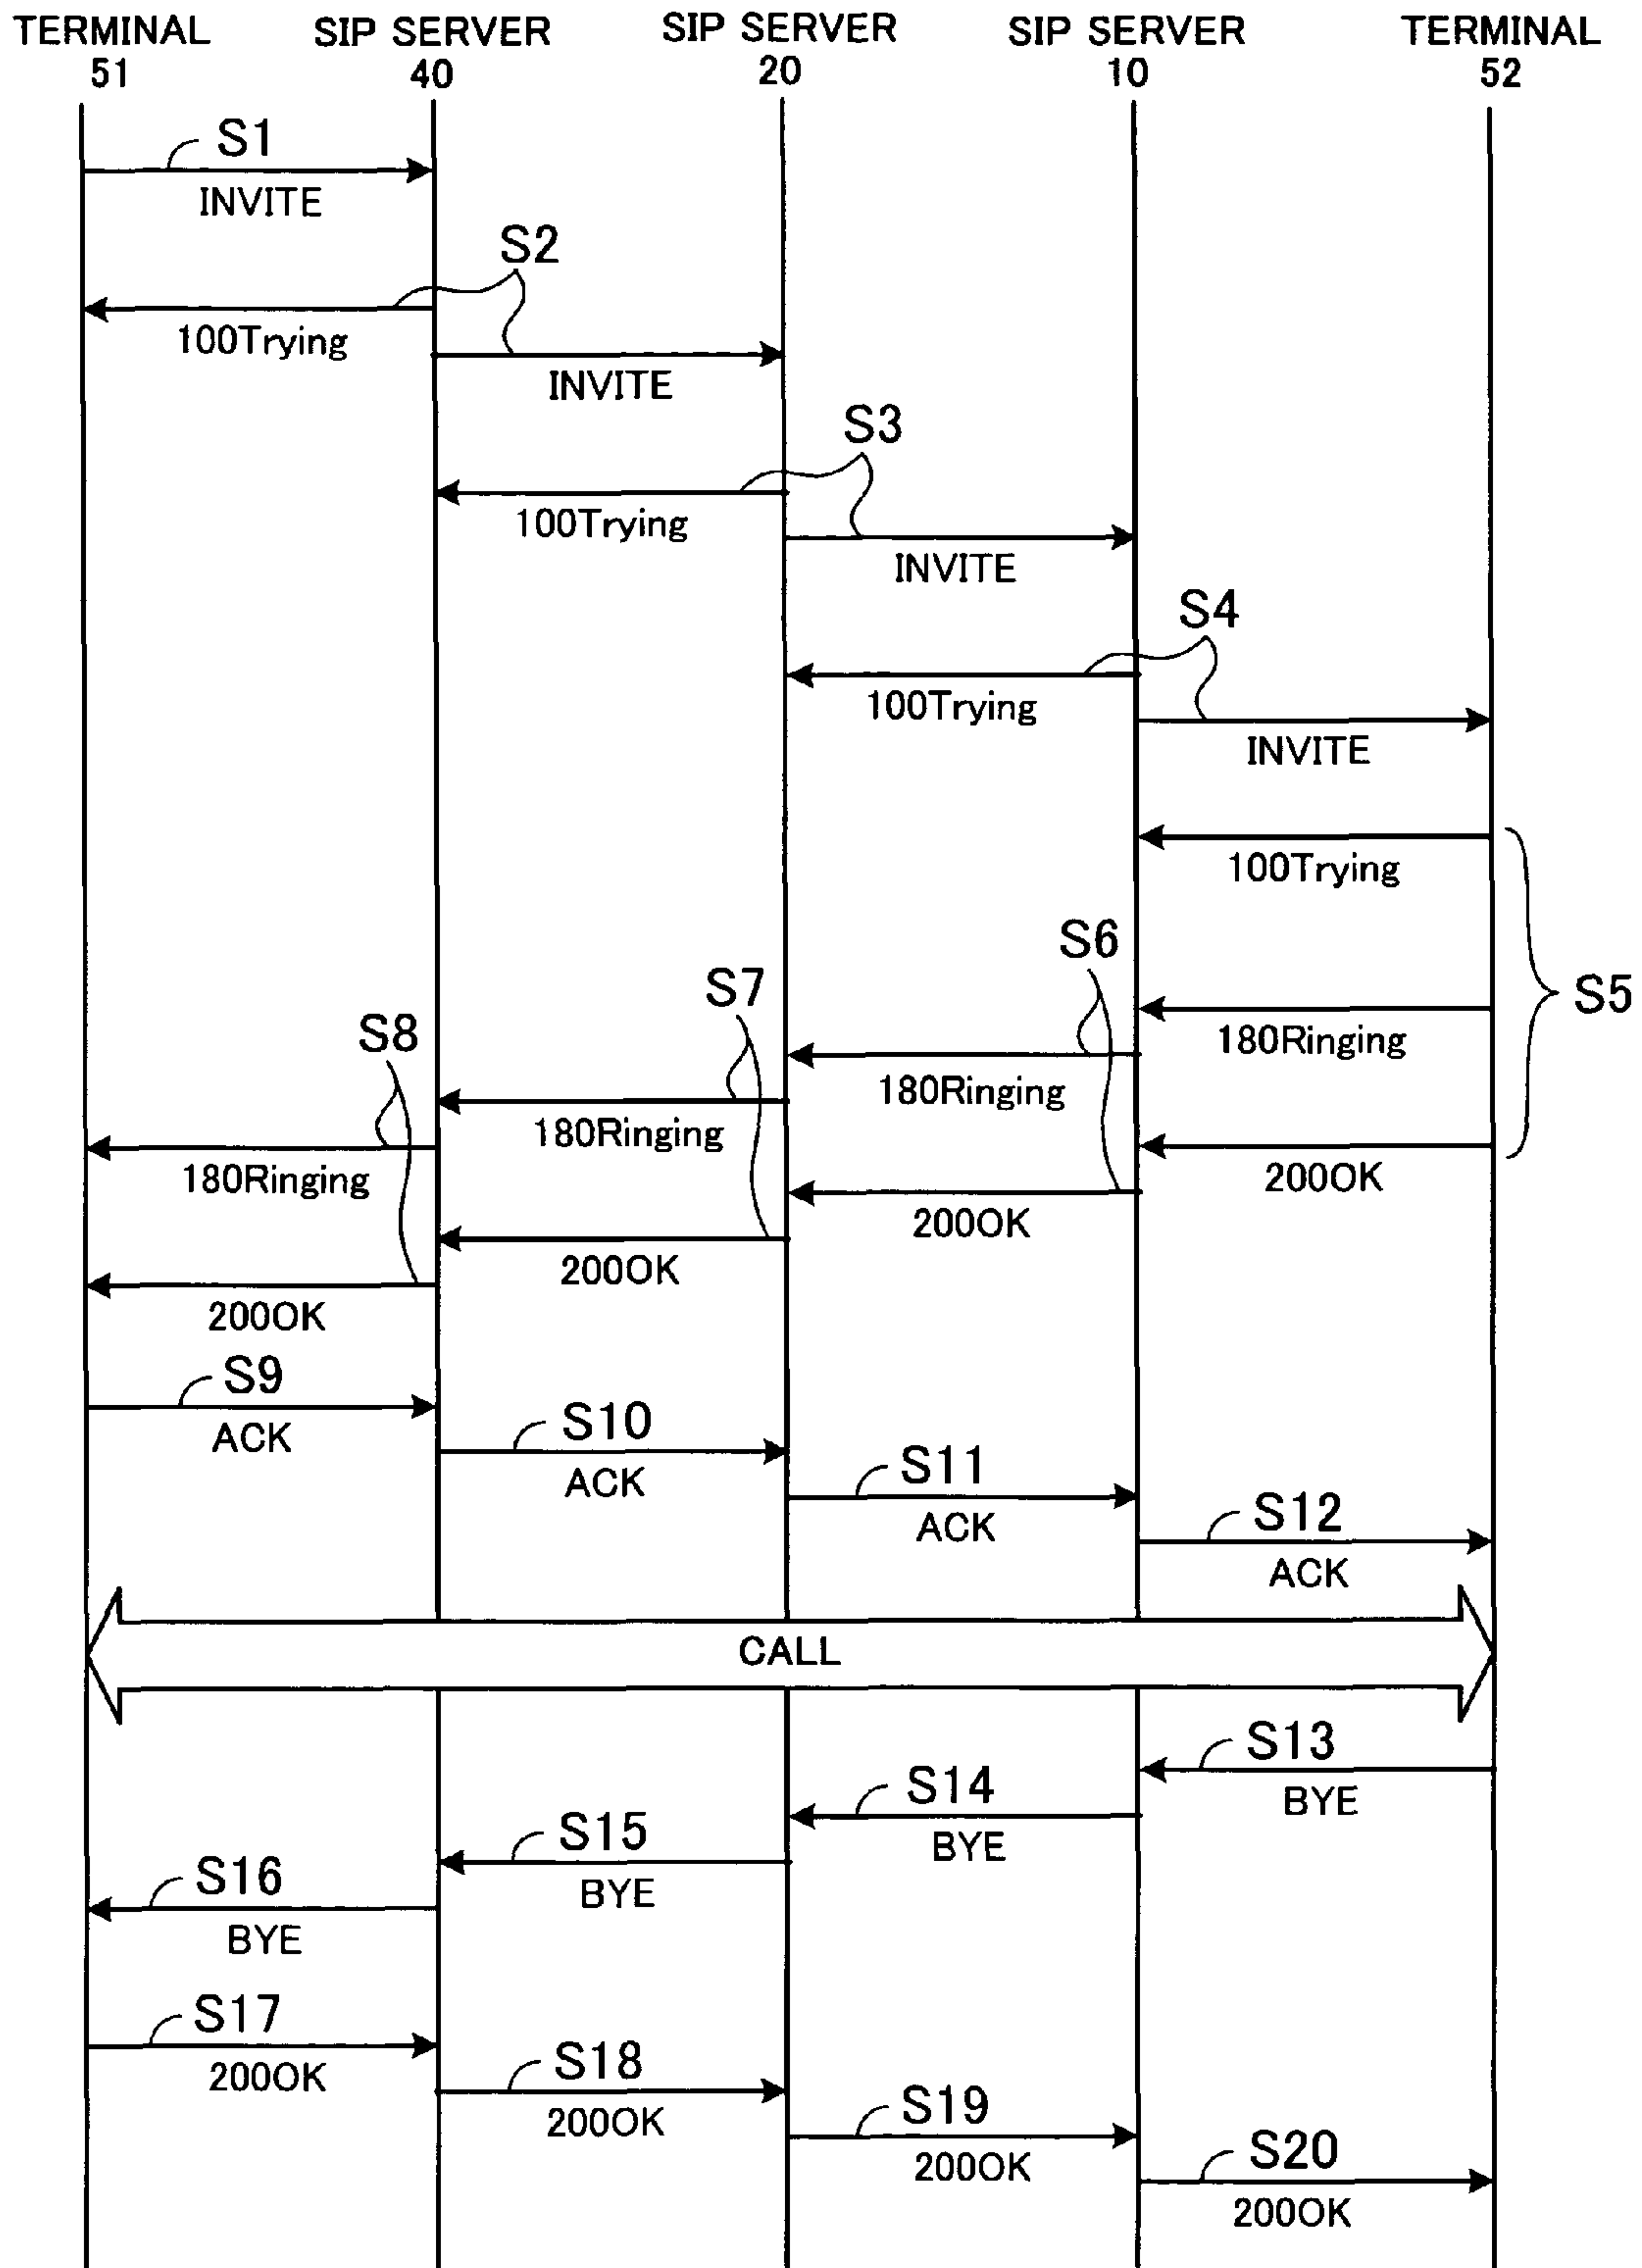 TERMINAL
51
SIP SERVER
40
SIP SERVER
20
SIP SERVER
10
TERMINAL
52
S1
INVITE
S2
100Trying
INVITE
S3
100Trying
INVITE
S4
100Trying
INVITE
100Trying
S5
S6
S7
S8
180Ringing
180Ringing
180Ringing
180Ringing
200OK
200OK
200OK
200OK
S9
ACK
S10
ACK
S11
ACK
S12
ACK
CALL
S13
BYE
S14
BYE
S15
BYE
S16
BYE
S17
200OK
S18
200OK
S19
200OK
S20
200OK